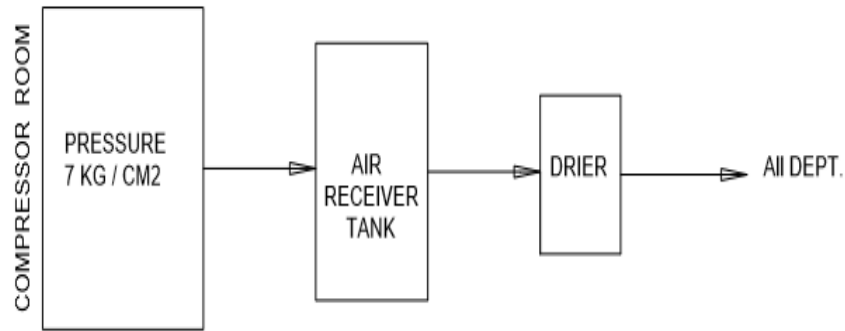 COMPRESSOR ROOM
PRESSURE
7 KG / CM2
AIR
RECEIVER
TANK
DRIER
All DEPT.